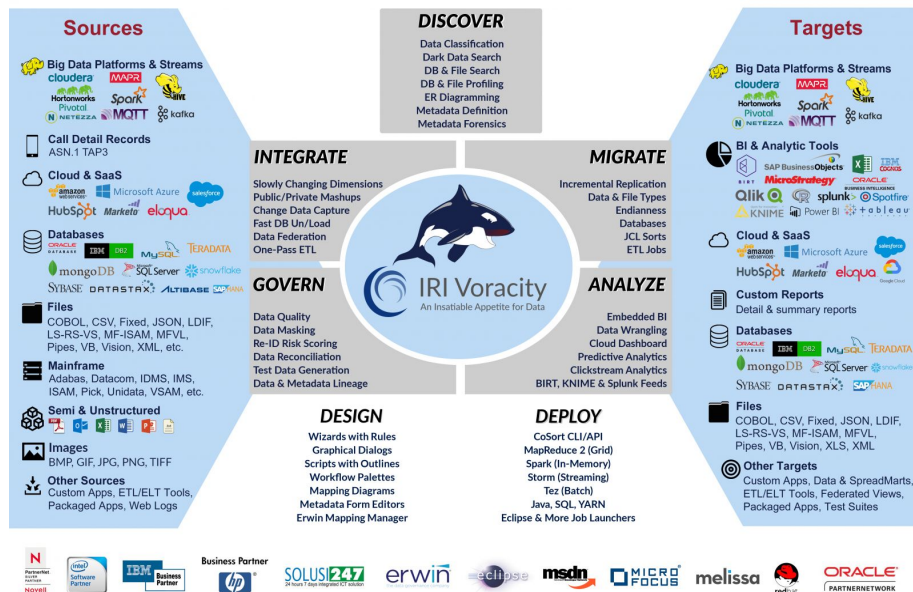 Sources
Big Data Platforms & Streams
cloudera
MAPR
HIVE
Hortonworks
Spark
Pivotal
NETEZZA
MQTT
kafka
Call Detail Records
ASN.1 TAP3
Cloud & SaaS
amazon
webservices
Microsoft Azure
salesforce
HubSpot
Marketo
eloqua
Databases
ORACLE
DATABASE
IBM
DB2
MySQL
TERADATA
mongoDB
Microsoft
SQL Server
snowflake
SYBASE
DATASTAX
ALTIBASE
SAP HANA
Files
COBOL, CSV, Fixed, JSON, LDIF,
LS-RS-VS, MF-ISAM, MFVL,
Pipes, VB, Vision, XML, etc.
Mainframe
Adabas, Datacom, IDMS, IMS,
ISAM, Pick, Unidata, VSAM, etc.
Semi & Unstructured
Images
BMP, GIF, JPG, PNG, TIFF
Other Sources
Custom Apps, ETL/ELT Tools,
Packaged Apps, Web Logs
DISCOVER
Data Classification
Dark Data Search
DB & File Search
DB & File Profiling
ER Diagramming
Metadata Definition
Metadata Forensics
INTEGRATE
Slowly Changing Dimensions
Public/Private Mashups
Change Data Capture
Fast DB Un/Load
Data Federation
One-Pass ETL
MIGRATE
Incremental Replication
Data & File Types
Endianness
Databases
JCL Sorts
ETL Jobs
IRI Voracity
An Insatiable Appetite for Data
GOVERN
Data Quality
Data Masking
Re-ID Risk Scoring
Data Reconciliation
Test Data Generation
Data & Metadata Lineage
ANALYZE
Embedded BI
Data Wrangling
Cloud Dashboard
Predictive Analytics
Clickstream Analytics
BIRT, KNIME & Splunk Feeds
DESIGN
Wizards with Rules
Graphical Dialogs
Scripts with Outlines
Workflow Palettes
Mapping Diagrams
Metadata Form Editors
Erwin Mapping Manager
DEPLOY
CoSort CLI/API
MapReduce 2 (Grid)
Spark (In-Memory)
Storm (Streaming)
Tez (Batch)
Java, SQL, YARN
Eclipse & More Job Launchers
Targets
Big Data Platforms & Streams
cloudera
MAPR
HIVE
Hortonworks
Spark
Pivotal
NETEZZA
MQTT
kafka
BI & Analytic Tools
BIRT
SAP BusinessObjects
IBM
COGNOS
MicroStrategy
ORACLE
BUSINESS INTELLIGENCE
Qlik
splunk>
Spotfire
KNIME
Power BI
+ a b l e a u
Cloud & SaaS
amazon
webservices
Microsoft Azure
salesforce
HubSpot
Marketo
eloqua
Google Cloud
Custom Reports
Detail & summary reports
Databases
ORACLE
DATABASE
IBM
DB2
MySQL
TERADATA
mongoDB
Microsoft
SQL Server
snowflake
SYBASE
DATASTAX
SAP HANA
Files
COBOL, CSV, Fixed, JSON, LDIF,
LS-RS-VS, MF-ISAM, MFVL,
Pipes, VB, Vision, XLS, XML
Other Targets
Custom Apps, Data & SpreadMarts,
ETL/ELT Tools, Federated Views,
Packaged Apps, Test Suites
N
PartnerNet
SILVER
PARTNER
Novell
intel
Software
Partner
IBM
Business
Partner
Business Partner
hp
SOLUSI247
24 hours 7 days integrated ICT solution
erwin
eclipse
msdn
MICRO
FOCUS
melissa
ORACLE
PARTNERNETWORK